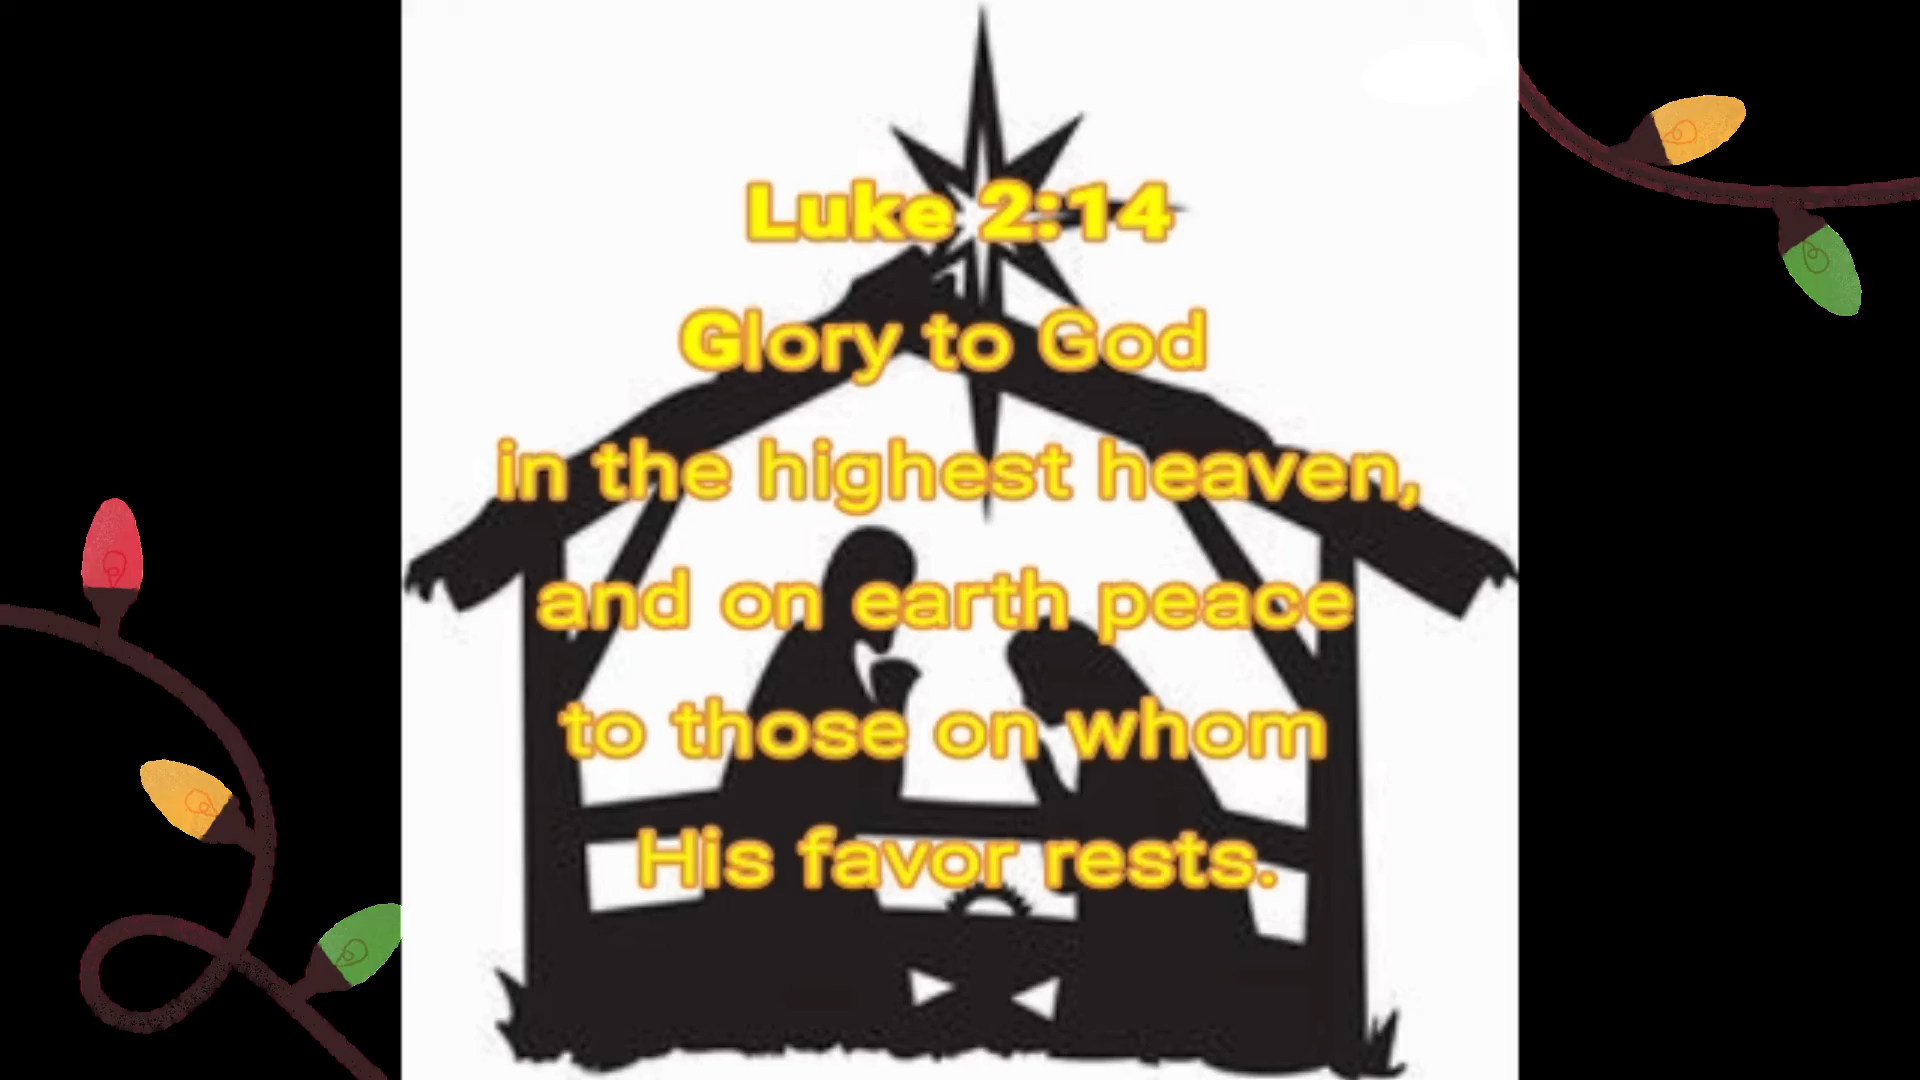 Luke 2:14
Glory to God
in the highest heaven,
and on earth peace
to those on whom
His favor rests.